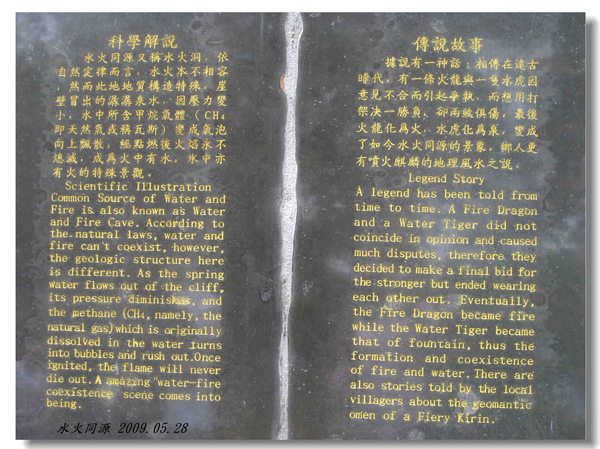 科學解說
水火同源又稱水火洞，依
自然定律而言，水火本不相容
，然而此地地質構造特殊，崖
壁冒出的潺潺泉水，因壓力變
小，水中所含甲烷氣體（CH4
即天然氣或稱瓦斯）變成氣泡
向上飄散，經點燃後火焰永不
熄滅，成為火中有水，水中亦
有火的特殊景觀。
Scientific Illustration
Common Source of Water and
Fire is also known as Water
and Fire Cave. According to
the natural laws, water and
fire can't coexist, however,
the geologic structure here
is different. As the spring
water flows out of the cliff,
its pressure diminishes, and
the methane (CH4, namely, the
natural gas)which is originally
dissolved in the water turns
into bubbles and rush out.Once
ignited, the flame will never
die out. A amazing "water-fire
coexistence scene comes into
being.
傳說故事
據說有一神話：相傳在遠古
時代，有一條火龍與一隻水虎因
意見不合而引起爭執，而想用打
架決一勝負，卻兩敗俱傷，最後
火龍化為火，水虎化為泉，變成
了如今水火同源的景象，鄉人更
有噴火麒麟的地理風水之說。
Legend Story
A legend has been told from
time to time. A Fire Dragon
and a Water Tiger did not
coincide in opinion and caused
much disputes, therefore they
decided to make a final bid for
the stronger but ended wearing
each other out. Eventually,
the Fire Dragon became fire
while the Water Tiger became
that of fountain, thus the
formation and coexistence
of fire and water. There are
also stories told by the local
villagers about the geomantic
omen of a Fiery Kirin.
水火同源 2009.05.28